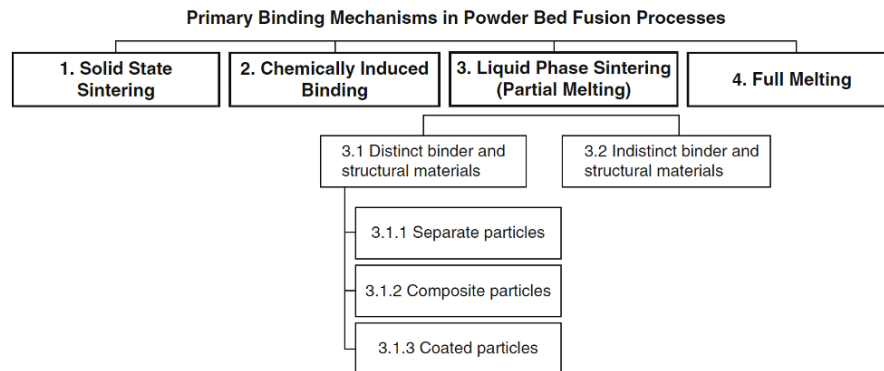 Primary Binding Mechanisms in Powder Bed Fusion Processes
1. Solid State
Sintering
2. Chemically Induced
Binding
3. Liquid Phase Sintering
(Partial Melting)
4. Full Melting
3.1 Distinct binder and
structural materials
3.2 Indistinct binder and
structural materials
3.1.1 Separate particles
3.1.2 Composite particles
3.1.3 Coated particles